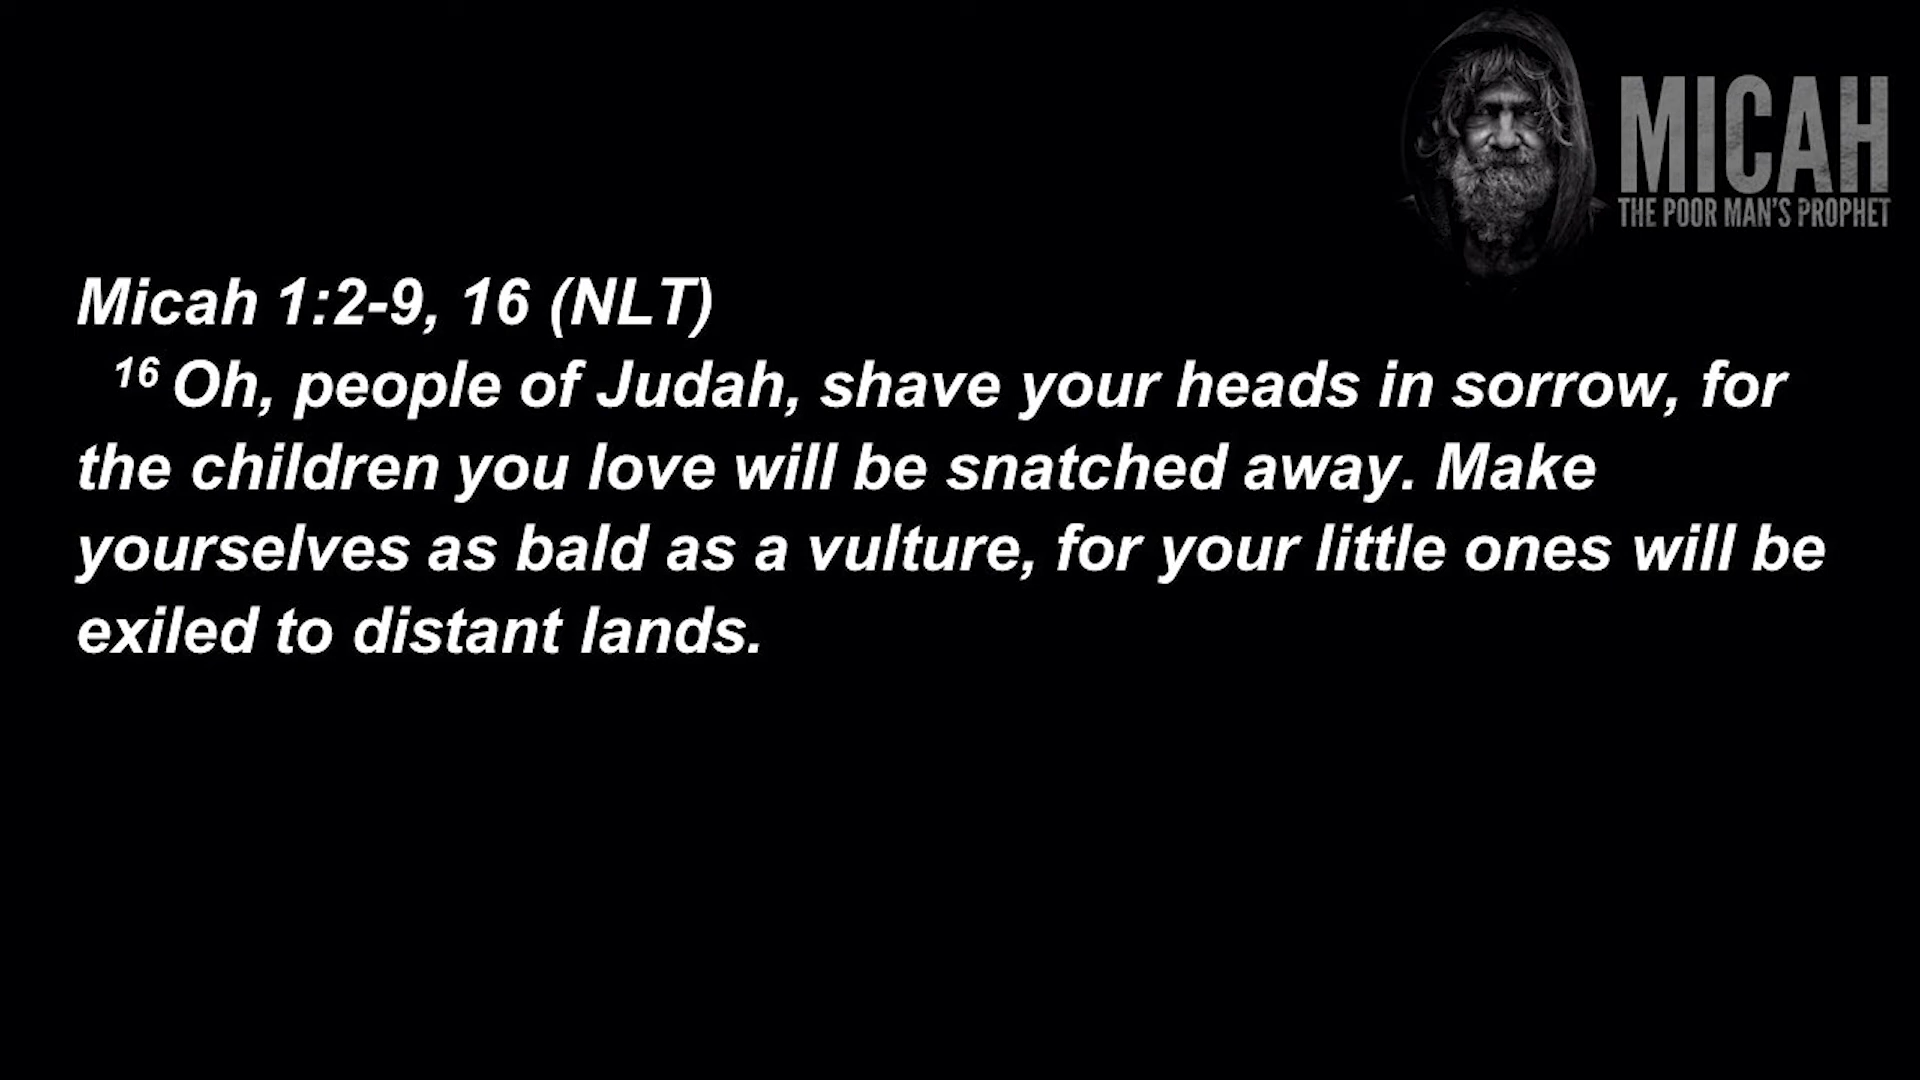 MICAH
THE POOR MAN'S PROPHET
Micah 1:2-9, 16 (NLT)
16 Oh, people of Judah, shave your heads in sorrow, for
the children you love will be snatched away. Make
yourselves as bald as a vulture, for your little ones will be
exiled to distant lands.